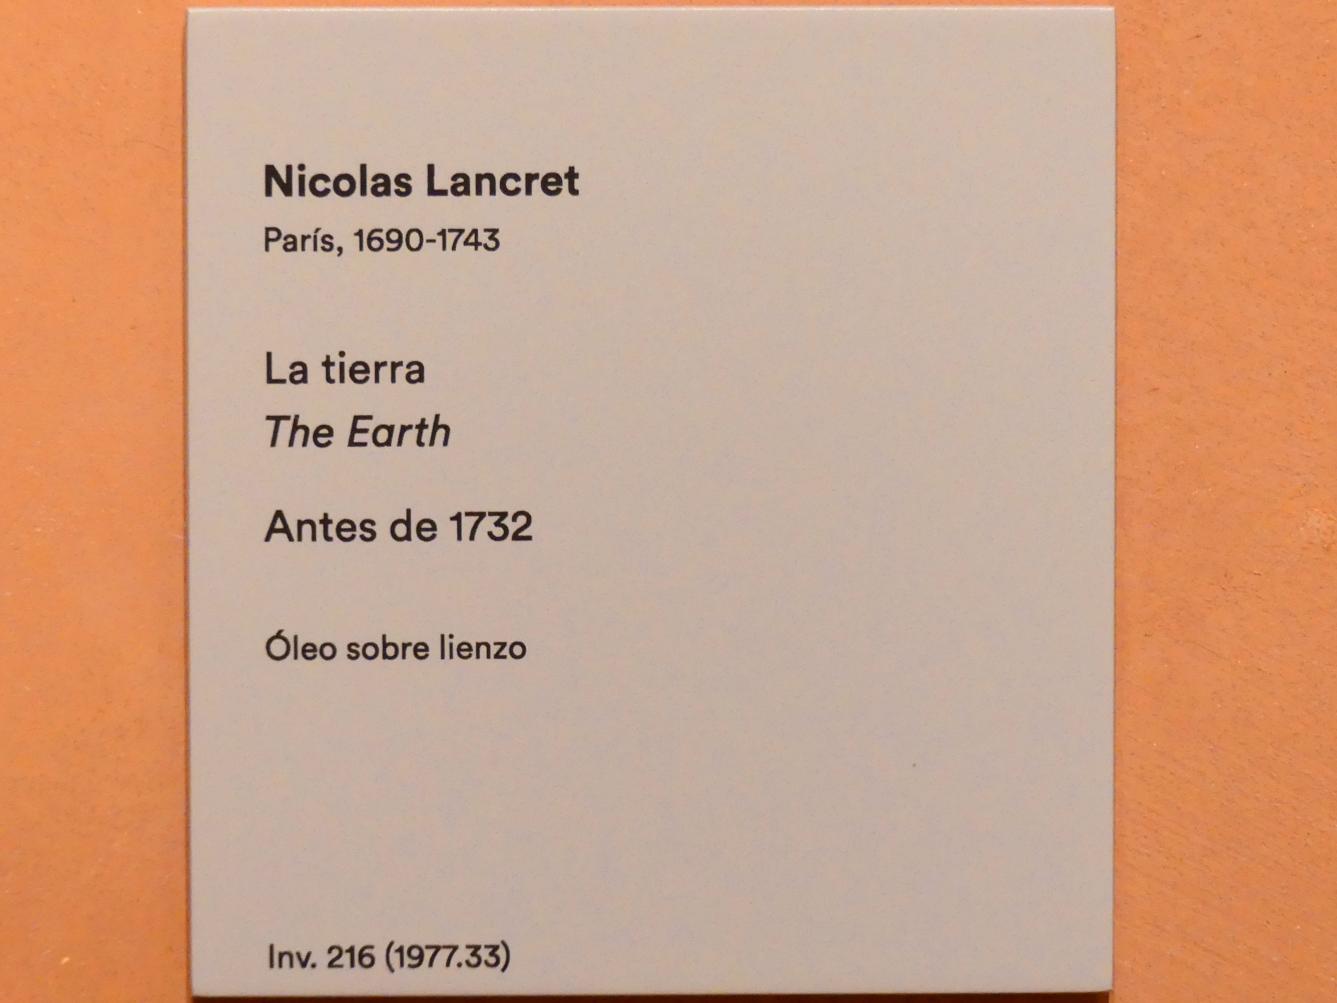 Nicolas Lancret
París, 1690-1743
La tierra
The Earth
Antes de 1732
Óleo sobre lienzo
Inv. 216 (1977.33)